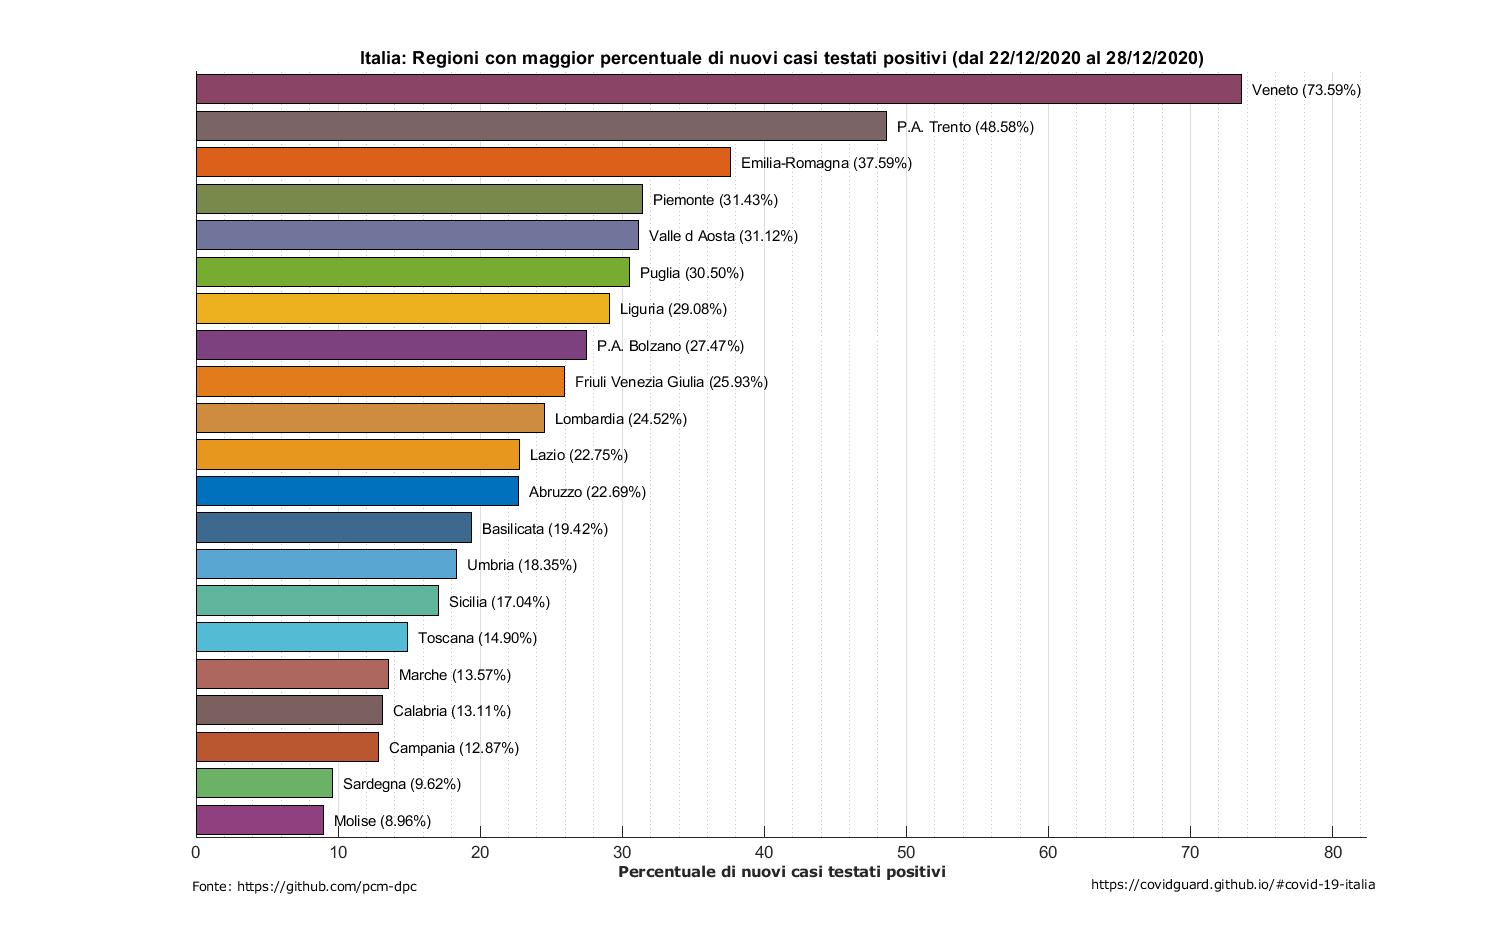 Italia: Regioni con maggior percentuale di nuovi casi testati positivi (dal 22/12/2020 al 28/12/2020)
Veneto (73.59%)
P.A. Trento (48.58%)
Emilia-Romagna (37.59%)
Piemonte (31.43%)
Valle d Aosta (31.12%)
Puglia (30.50%)
Liguria (29.08%)
P.A. Bolzano (27.47%)
Friuli Venezia Giulia (25.93%)
Lombardia (24.52%)
Lazio (22.75%)
Abruzzo (22.69%)
Basilicata (19.42%)
Umbria (18.35%)
Sicilia (17.04%)
Toscana (14.90%)
Marche (13.57%)
Calabria (13.11%)
Campania (12.87%)
Sardegna (9.62%)
Molise (8.96%)
0 10 20 30 40 50 60 70 80
Percentuale di nuovi casi testati positivi
Fonte: https://github.com/pcm-dpc
https://covidguard.github.io/#covid-19-italia